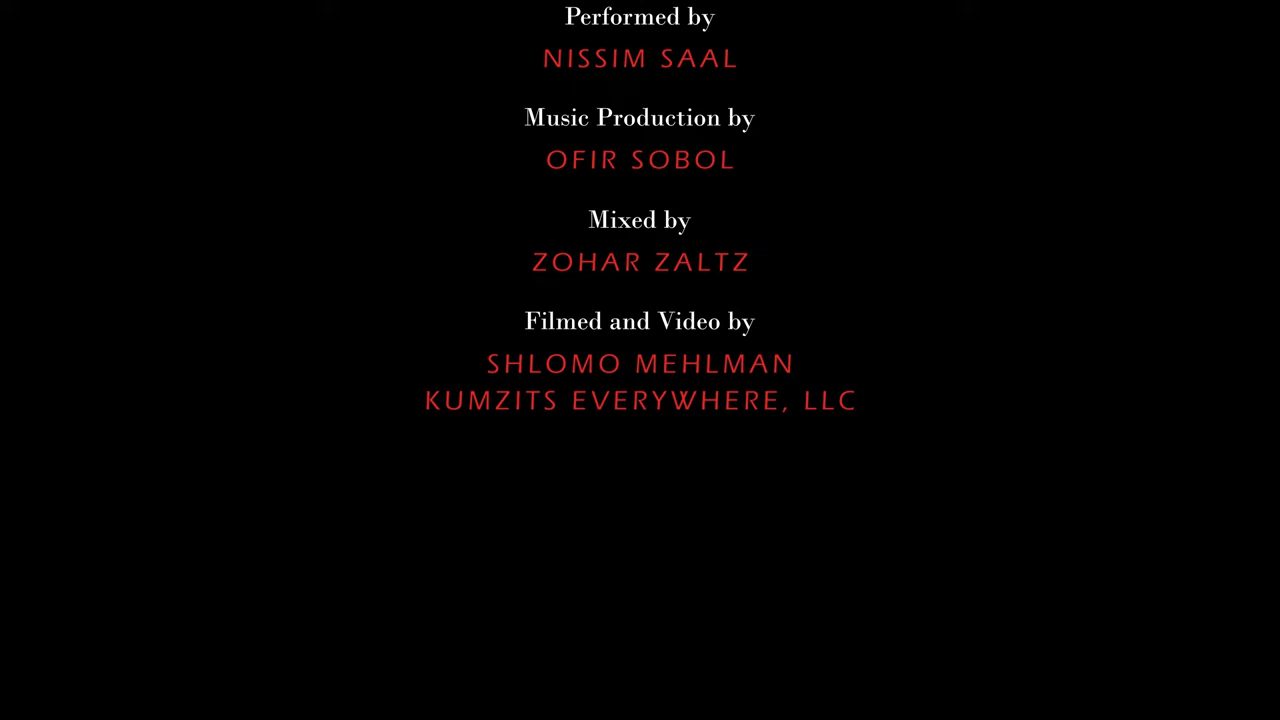 Performed by
NISSIM SAAL
Music Production by
OFIR SOBOL
Mixed by
ZOHAR ZALTZ
Filmed and Video by
SHLOMO MEHLMAN
KUMZITS EVERYWHERE, LLC